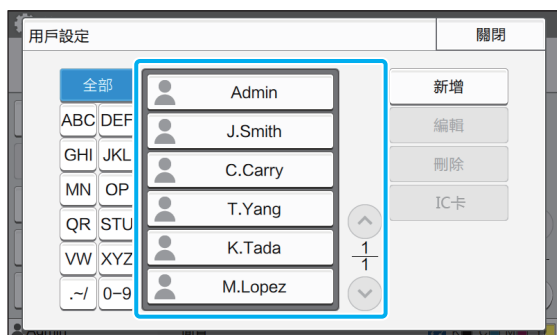 用戶設定
關閉
全部
ABC DEF
GHI JKL
MN OP
QR STU
VW XYZ
.~/ 0-9
Admin
J.Smith
C.Carry
T.Yang
K.Tada
M.Lopez
1
1
新增
編輯
刪除
IC卡
Admin